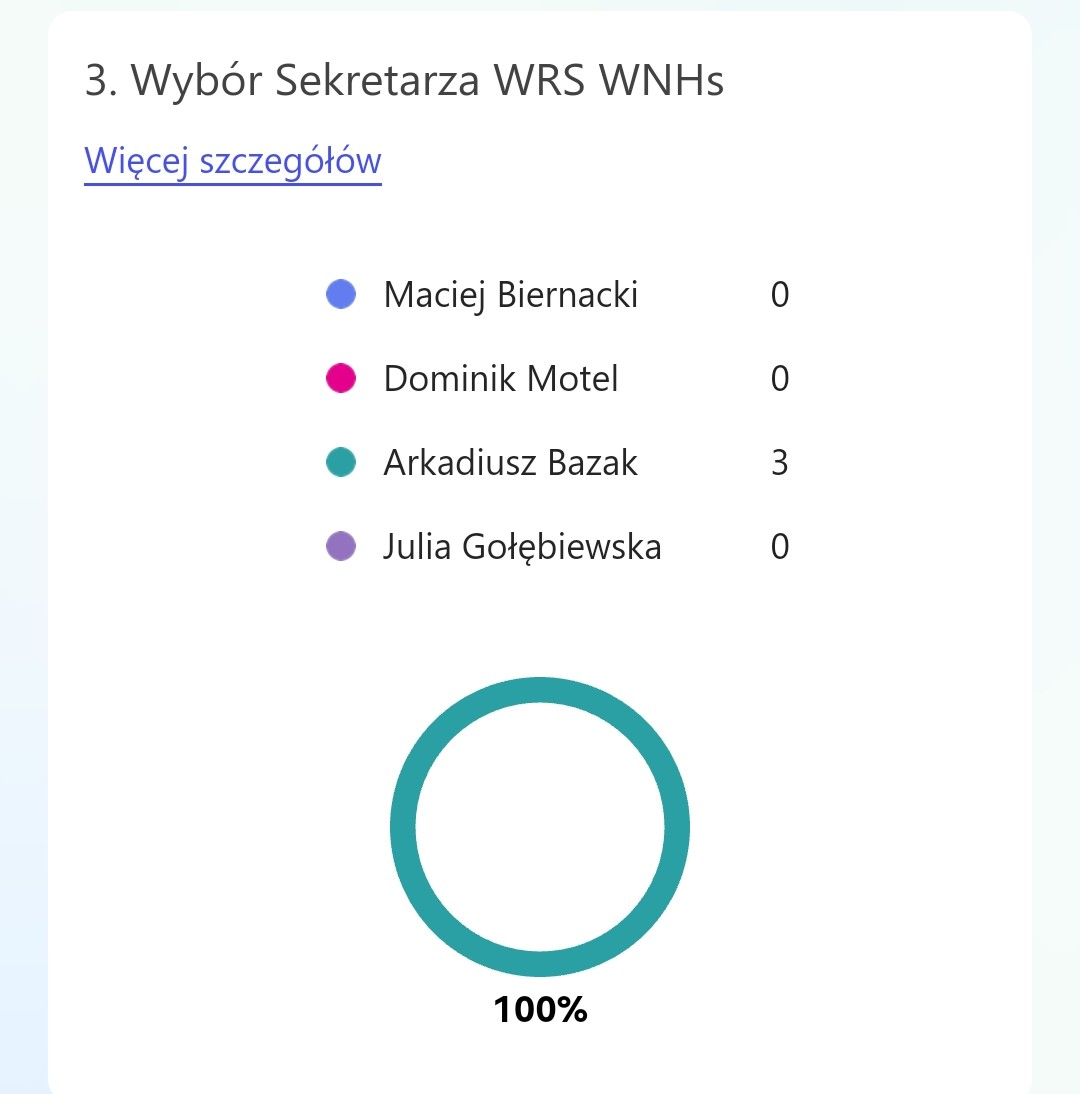 3. Wybór Sekretarza WRS WNHs
Więcej szczegółów
Maciej Biernacki 0
Dominik Motel 0
Arkadiusz Bazak 3
Julia Gołębiewska 0
100%